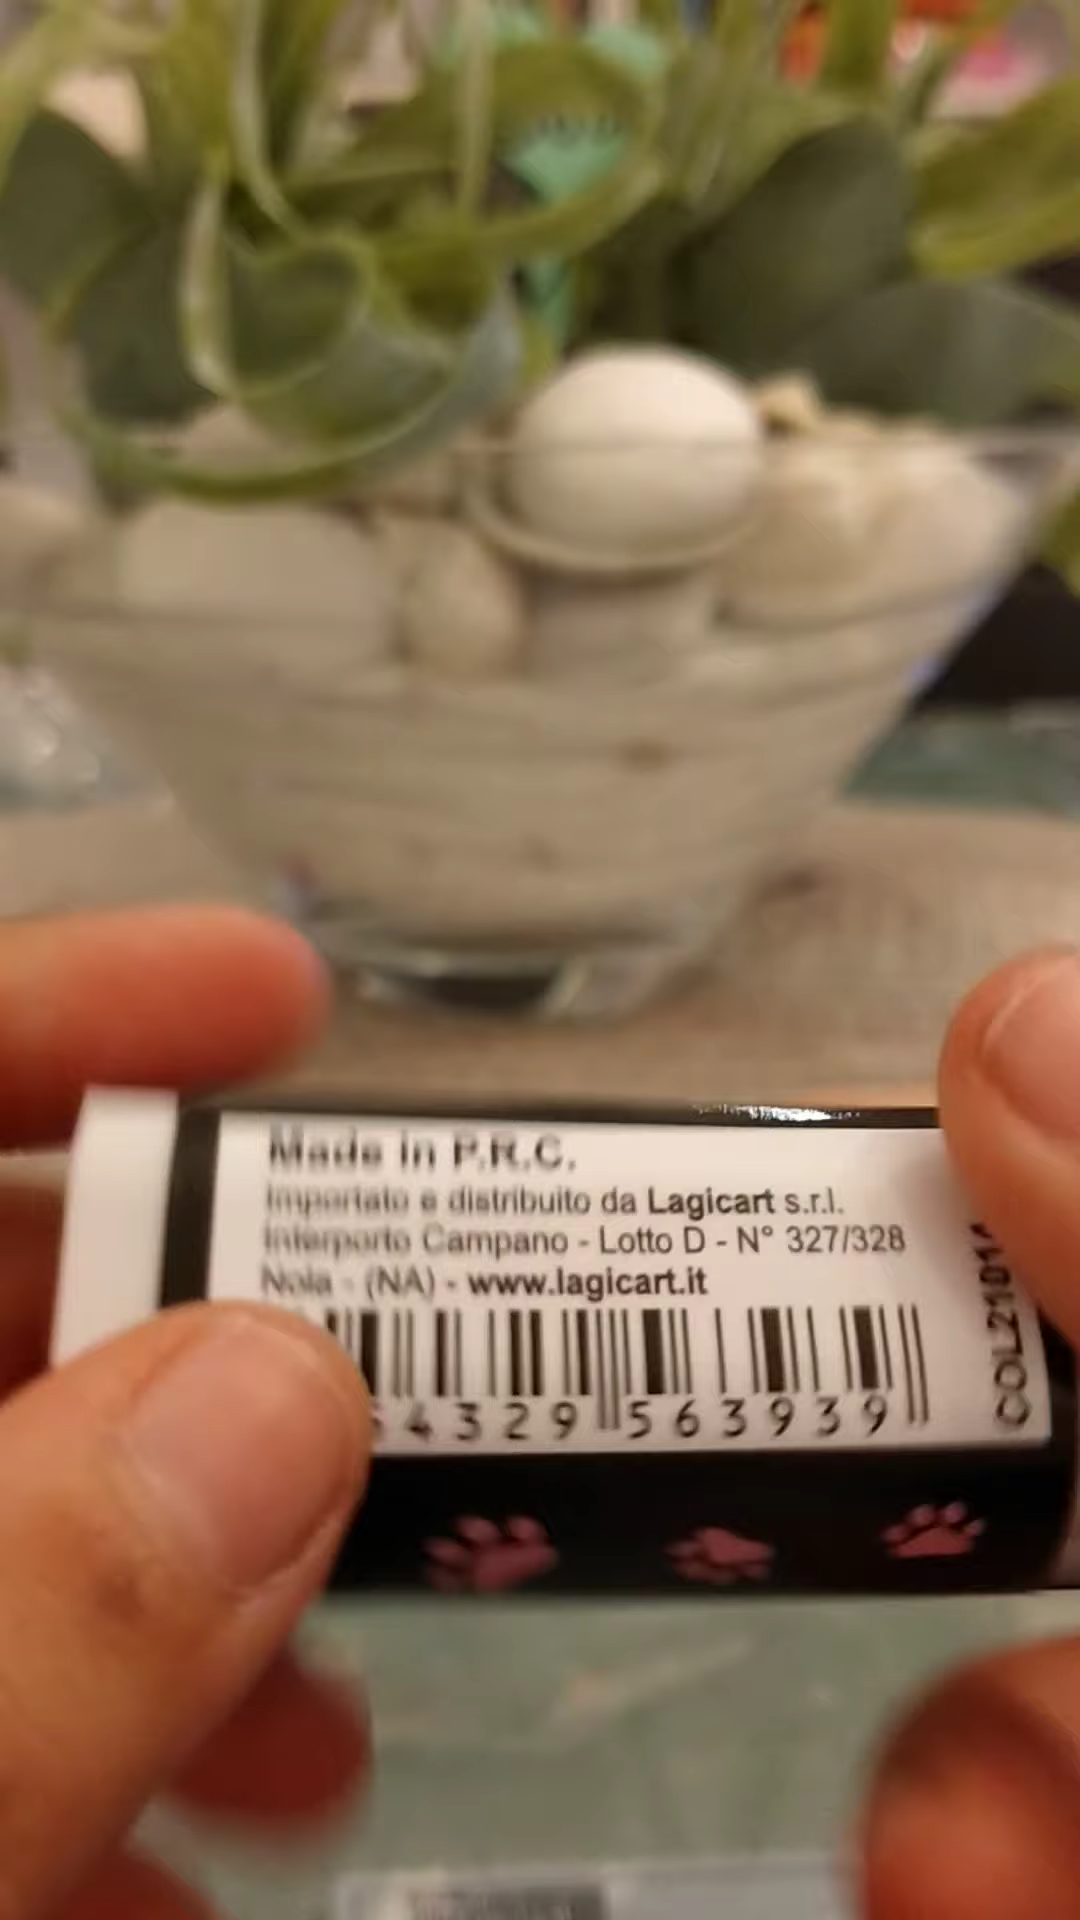 Made in P.R.C.
Importato e distribuito da Lagicart s.r.l.
Interporto Campano - Lotto D - N° 327/328
Nola - (NA) - www.lagicart.it
4329 563939